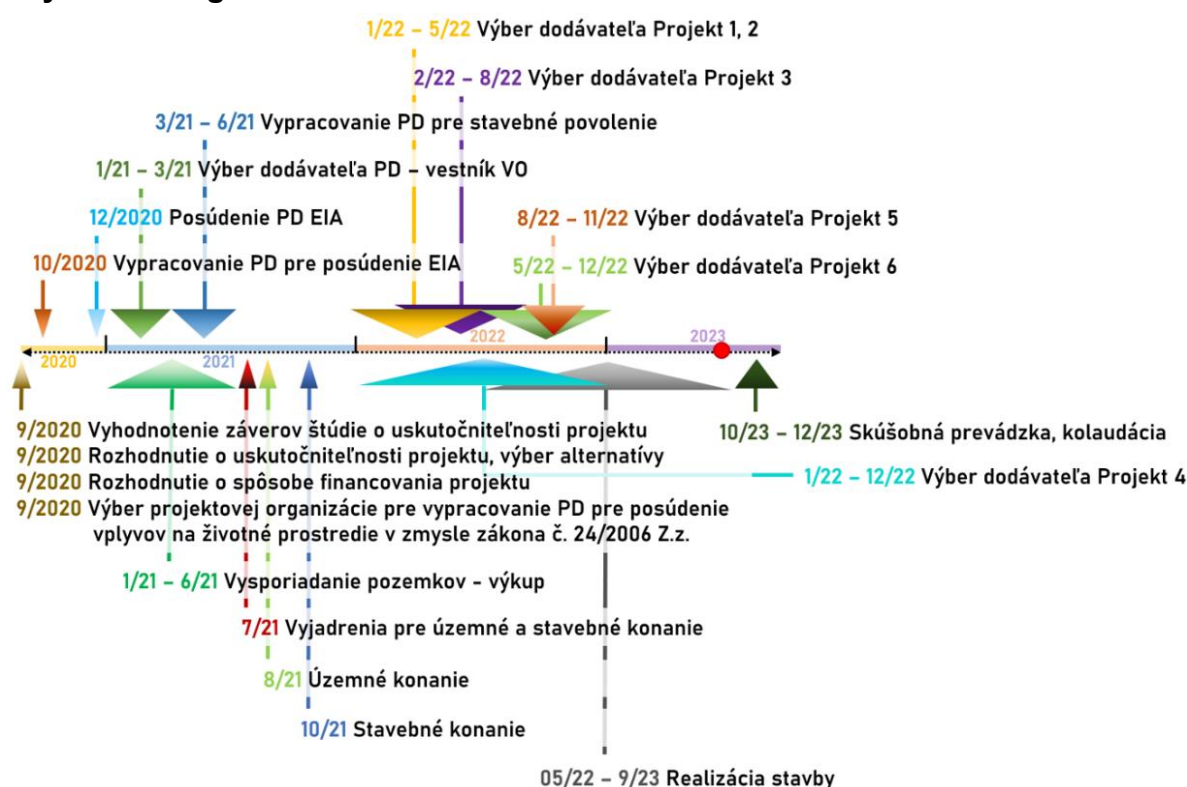 1/22 – 5/22 Výber dodávateľa Projekt 1, 2
2/22 – 8/22 Výber dodávateľa Projekt 3
3/21 – 6/21 Vypracovanie PD pre stavebné povolenie
1/21 – 3/21 Výber dodávateľa PD – vestník VO
12/2020 Posúdenie PD EIA
8/22 – 11/22 Výber dodávateľa Projekt 5
10/2020 Vypracovanie PD pre posúdenie EIA
5/22 – 12/22 Výber dodávateľa Projekt 6
2020
2021
2022
2023
9/2020 Vyhodnotenie záverov štúdie o uskutočniteľnosti projektu
10/23 – 12/23 Skúšobná prevádzka, kolaudácia
9/2020 Rozhodnutie o uskutočniteľnosti projektu, výber alternatívy
1/22 – 12/22 Výber dodávateľa Projekt 4
9/2020 Rozhodnutie o spôsobe financovania projektu
9/2020 Výber projektovej organizácie pre vypracovanie PD pre posúdenie
vplyvov na životné prostredie v zmysle zákona č. 24/2006 Z.z.
1/21 – 6/21 Vysporiadanie pozemkov - výkup
7/21 Vyjadrenia pre územné a stavebné konanie
8/21 Územné konanie
10/21 Stavebné konanie
05/22 – 9/23 Realizácia stavby